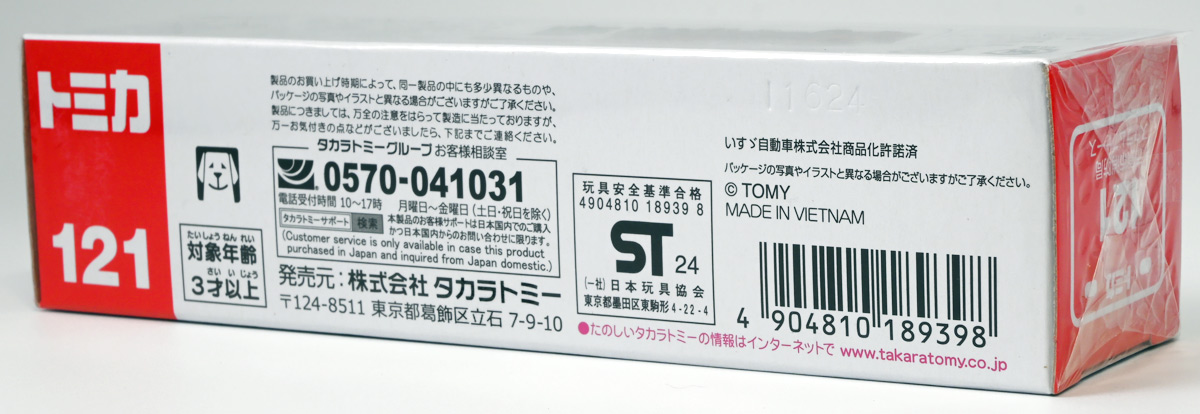 トミカ
121
製品のお買い上げ時期によって、同一製品の中にも多少異なるものや、
パッケージの写真やイラストと異なる場合がございますがご了承ください。
製品につきましては、万全の注意をはらって製造に当たっておりますが、
万一お気付きの点などがございましたら、下記までご連絡ください。
タカラトミーグループ お客様相談室
0570-041031
電話受付時間 10〜17時 月曜日〜金曜日 (土・祝日を除く)
タカラトミーサポート 検索 本製品のお客様サポートは日本国内でのご購入
かつ日本国内からのお問い合わせに限ります。
(Customer service is only available in case this product
purchased in Japan and inquired from Japan domestic.)
たいしょうねんれい
対象年齢
さいいじょう
3才以上
発売元：株式会社 タカラトミー
〒124-8511 東京都葛飾区立石 7-9-10
玩具安全基準合格
4904810 18939 8
ST 24
(一社) 日本玩具協会
東京都墨田区東駒形4-22-4
11624
いすゞ自動車株式会社商品化許諾済
パッケージの写真やイラストと異なる場合がございますがご了承ください。
© TOMY
MADE IN VIETNAM
4 904810 189398
●たのしいタカラトミーの情報はインターネットで www.takaratomy.co.jp